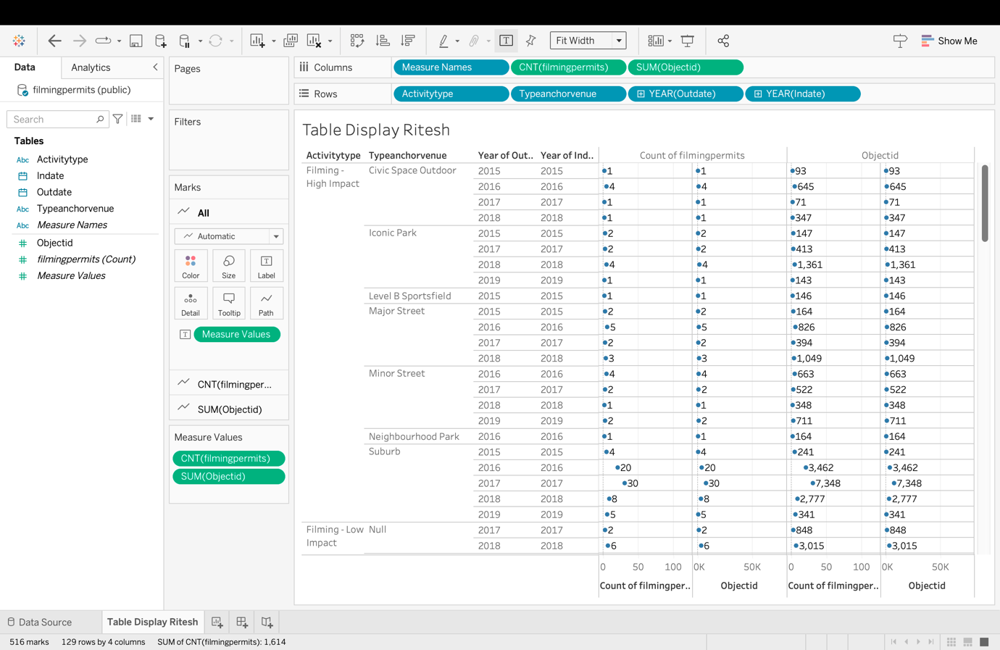 Fit Width
Show Me
Data
Analytics
filmingpermits (public)
Search
Tables
Abc Activitytype
Indate
Outdate
Abc Typeanchorvenue
Abc Measure Names
Objectid
filmingpermits (Count)
Measure Values
Pages
Filters
Marks
All
Automatic
Color Size T Label
Detail Tooltip Path
T Measure Values
CNT(filmingper...
SUM(Objectid)
Measure Values
CNT(filmingpermits)
SUM(Objectid)
Columns Measure Names CNT(filmingpermits) SUM(Objectid)
Rows Activitytype Typeanchorvenue YEAR(Outdate) YEAR(Indate)
Table Display Ritesh
Activitytype Typeanchorvenue Year of Out.. Year of Ind.. Count of filmingpermits Objectid
Filming - High Impact Civic Space Outdoor 2015 2015 1 1 93 93
2016 2016 4 4 645 645
2017 2017 1 1 71 71
2018 2018 1 1 347 347
Iconic Park 2015 2015 2 2 147 147
2017 2017 2 2 413 413
2018 2018 4 4 1,361 1,361
2019 2019 1 1 143 143
Level B Sportsfield 2015 2015 1 1 146 146
Major Street 2015 2015 2 2 164 164
2016 2016 5 5 826 826
2017 2017 2 2 394 394
2018 2018 3 3 1,049 1,049
Minor Street 2016 2016 4 4 663 663
2017 2017 2 2 522 522
2018 2018 1 1 348 348
2019 2019 2 2 711 711
Neighbourhood Park 2016 2016 1 1 164 164
Suburb 2015 2015 4 4 241 241
2016 2016 20 20 3,462 3,462
2017 2017 30 30 7,348 7,348
2018 2018 8 8 2,777 2,777
2019 2019 5 5 341 341
Filming - Low Impact Null 2017 2017 2 2 848 848
2018 2018 6 6 3,015 3,015
0 50 100 0K 50K 0 50 100 0K 50K
Count of filmingper.. Objectid Count of filmingper.. Objectid
Data Source Table Display Ritesh
516 marks 129 rows by 4 columns SUM of CNT(filmingpermits): 1,614